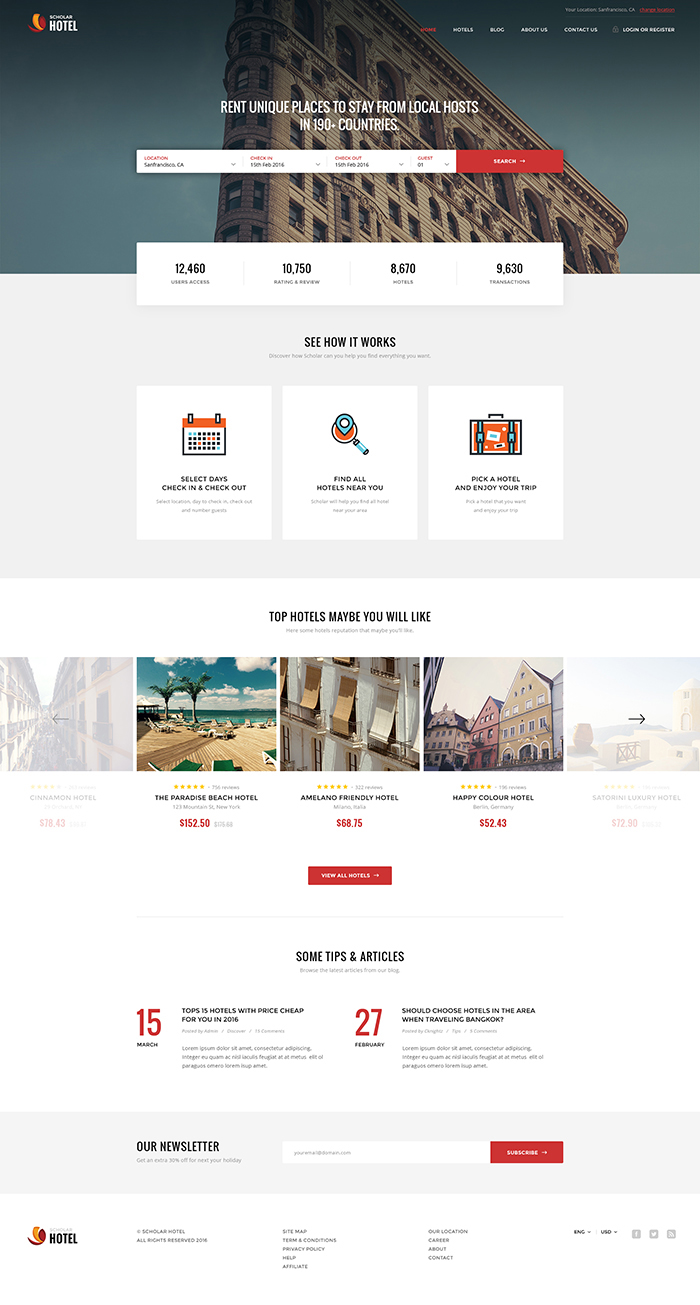 Your Location: Sanfrancisco, CA change location
SCHOLAR
HOTEL
HOME HOTELS BLOG ABOUT US CONTACT US LOGIN OR REGISTER
RENT UNIQUE PLACES TO STAY FROM LOCAL HOSTS
IN 190+ COUNTRIES.
LOCATION CHECK IN CHECK OUT GUEST
Sanfrancisco, CA 15th Feb 2016 15th Feb 2016 01
SEARCH →
12,460 10,750 8,670 9,630
USERS ACCESS RATING & REVIEW HOTELS TRANSACTIONS
SEE HOW IT WORKS
Discover how Scholar can you help you find everything you want.
SELECT DAYS
CHECK IN & CHECK OUT
Select location, day to check in, check out
and number guests
FIND ALL
HOTELS NEAR YOU
Scholar will help you find all hotel
near your area
PICK A HOTEL
AND ENJOY YOUR TRIP
Pick a hotel that you want
and enjoy your trip
TOP HOTELS MAYBE YOU WILL LIKE
Here some hotels reputation that maybe you'll like.
CINNAMON HOTEL
$78.43
★★★★★ • 756 reviews
THE PARADISE BEACH HOTEL
123 Mountain St, New York
$152.50
★★★★★ • 322 reviews
AMELANO FRIENDLY HOTEL
Milano, Italia
$68.75
★★★★★ • 196 reviews
HAPPY COLOUR HOTEL
Berlin, Germany
$52.43
SATORINI LUXURY HOTEL
$72,90
VIEW ALL HOTELS →
SOME TIPS & ARTICLES
Browse the latest articles from our blog.
15
MARCH
TOPS 15 HOTELS WITH PRICE CHEAP
FOR YOU IN 2016
Posted by Admin / Discover / 13 Comments
Lorem ipsum dolor sit amet, consectetur adipiscing,
integer eu quam ac nisl iaculis feugiat at at metus elit ol
paragus amets lorem lsup amet.
27
FEBRUARY
SHOULD CHOOSE HOTELS IN THE AREA
WHEN TRAVELING BANGKOK?
Posted by Okinghtz / Tips / 5 Comments
Lorem ipsum dolor sit amet, consectetur adipiscing,
Integer eu quam ac nisl iaculis feugiat at at metus elit ol
paragus amets lorem lsup amet.
OUR NEWSLETTER
Get an extra 30% off for next your holiday
youremail@domain.com
SUBSCRIBE →
SCHOLAR
HOTEL
© SCHOLAR HOTEL
ALL RIGHTS RESERVED 2016
SITE MAP
TERM & CONDITIONS
PRIVACY POLICY
HELP
AFFILIATE
OUR LOCATION
CAREER
ABOUT
CONTACT
ENG USD